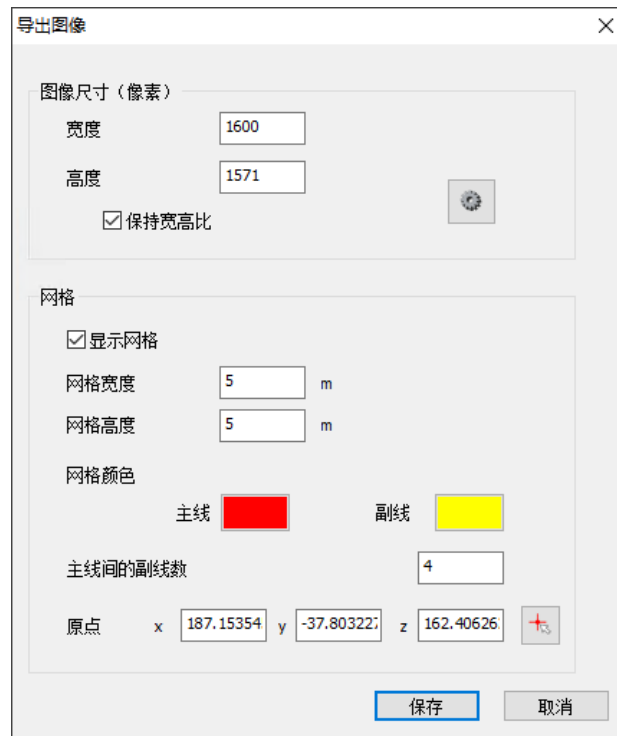 导出图像
图像尺寸（像素）
宽度 1600
高度 1571
保持宽高比
网格
显示网格
网格宽度 5 m
网格高度 5 m
网格颜色
主线 副线
主线间的副线数 4
原点 x 187.15354 y -37.803227 z 162.40626
保存 取消